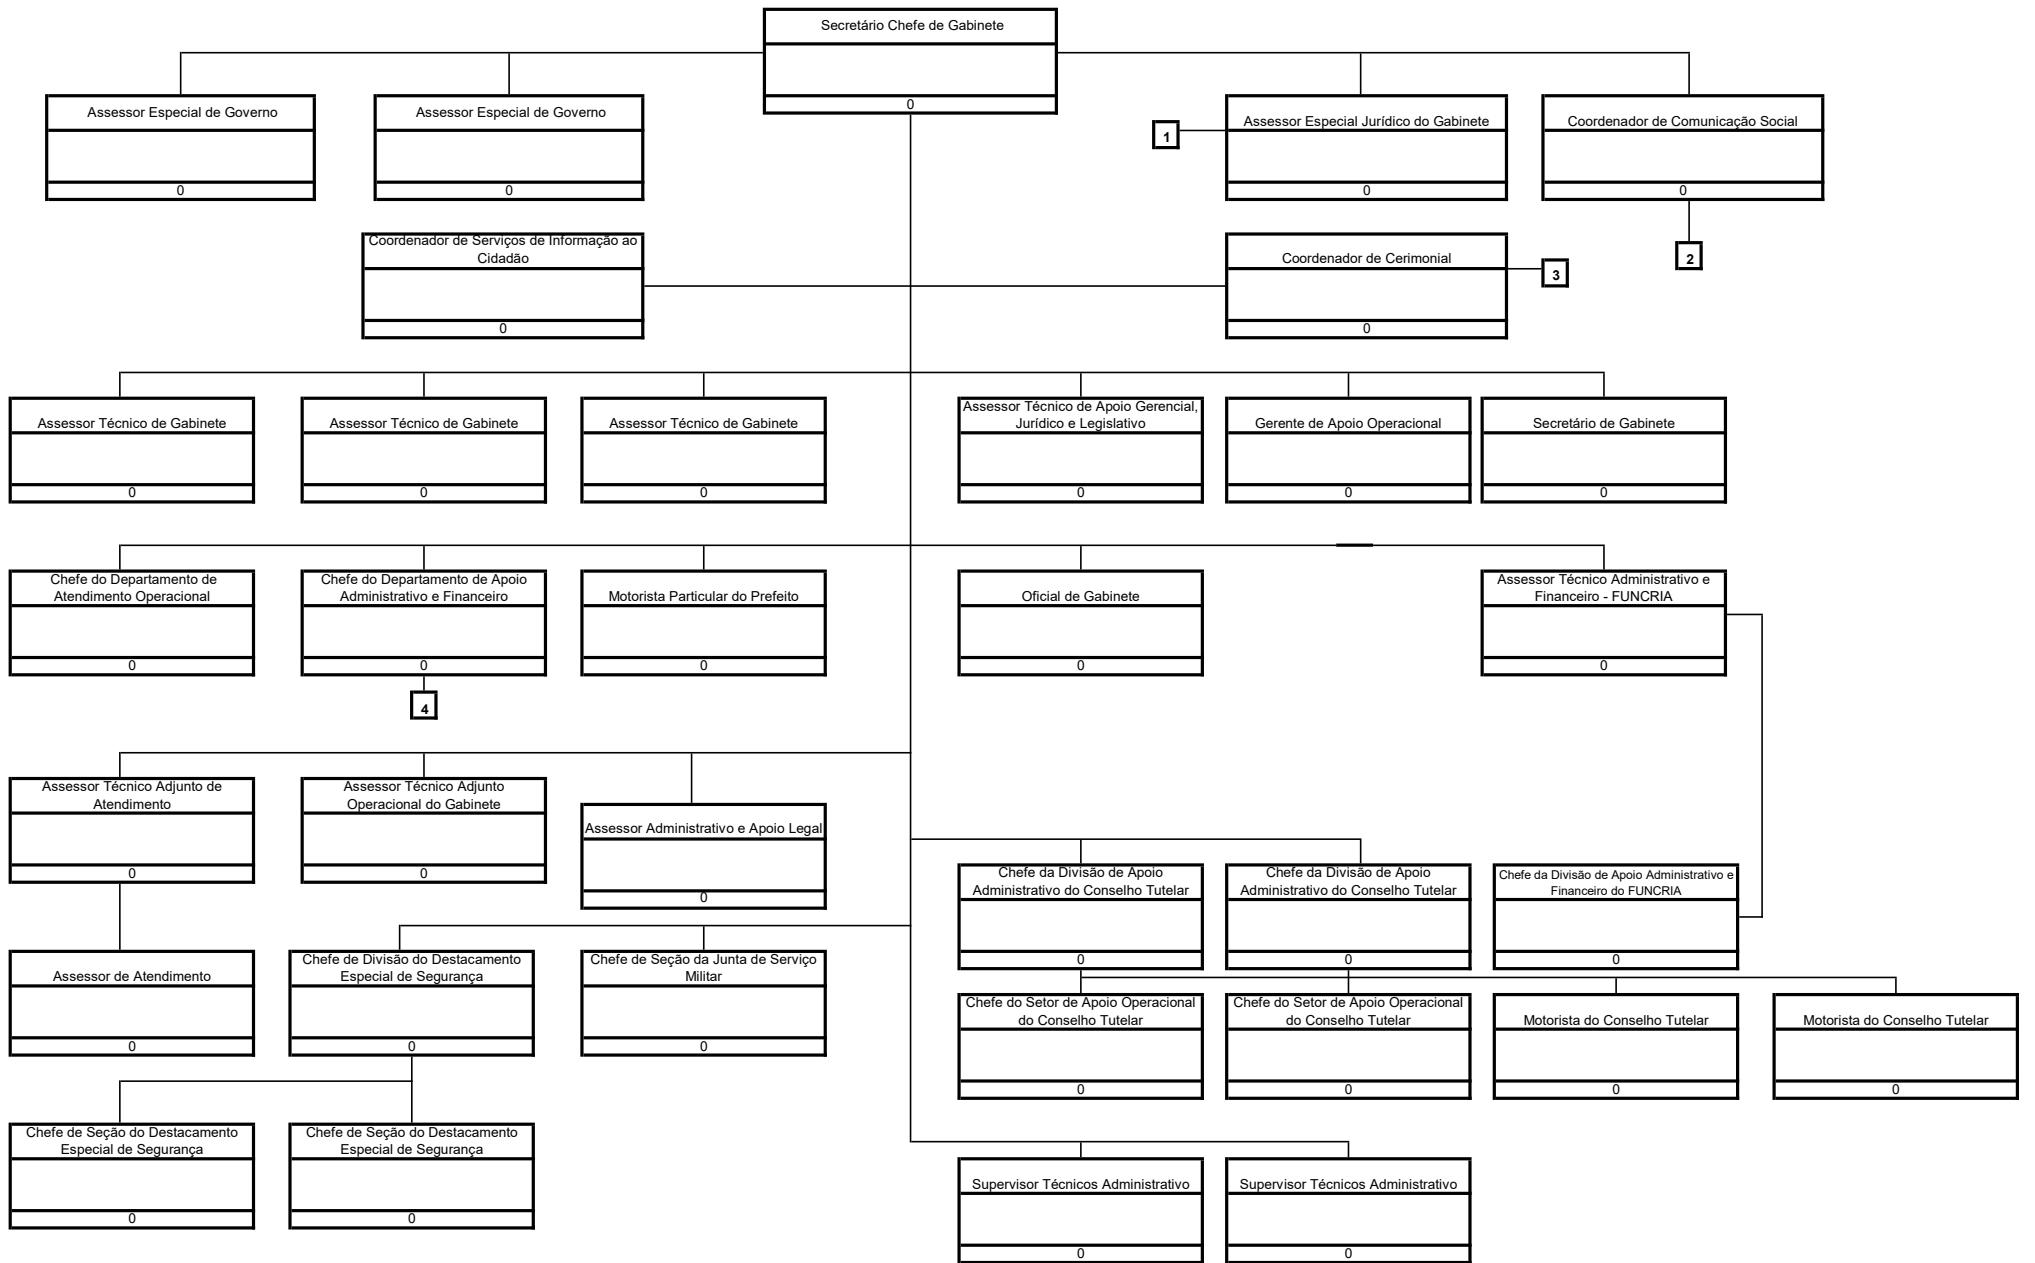 Secretário Chefe de Gabinete
0
Assessor Especial de Governo
0
Assessor Especial de Governo
0
1
Assessor Especial Jurídico do Gabinete
0
Coordenador de Comunicação Social
0
2
Coordenador de Serviços de Informação ao
Cidadão
0
Coordenador de Cerimonial
0
3
Assessor Técnico de Gabinete
0
Assessor Técnico de Gabinete
0
Assessor Técnico de Gabinete
0
Assessor Técnico de Apoio Gerencial,
Jurídico e Legislativo
0
Gerente de Apoio Operacional
0
Secretário de Gabinete
0
Chefe do Departamento de
Atendimento Operacional
0
Chefe do Departamento de Apoio
Administrativo e Financeiro
0
4
Motorista Particular do Prefeito
0
Oficial de Gabinete
0
Assessor Técnico Administrativo e
Financeiro - FUNCRIA
0
Assessor Técnico Adjunto de
Atendimento
0
Assessor Técnico Adjunto
Operacional do Gabinete
0
Assessor Administrativo e Apoio Legal
0
Chefe da Divisão de Apoio
Administrativo do Conselho Tutelar
0
Chefe da Divisão de Apoio
Administrativo do Conselho Tutelar
0
Chefe da Divisão de Apoio Administrativo e
Financeiro do FUNCRIA
0
Assessor de Atendimento
0
Chefe de Divisão do Destacamento
Especial de Segurança
0
Chefe de Seção da Junta de Serviço
Militar
0
Chefe do Setor de Apoio Operacional
do Conselho Tutelar
0
Chefe do Setor de Apoio Operacional
do Conselho Tutelar
0
Motorista do Conselho Tutelar
0
Motorista do Conselho Tutelar
0
Chefe de Seção do Destacamento
Especial de Segurança
0
Chefe de Seção do Destacamento
Especial de Segurança
0
Supervisor Técnicos Administrativo
0
Supervisor Técnicos Administrativo
0